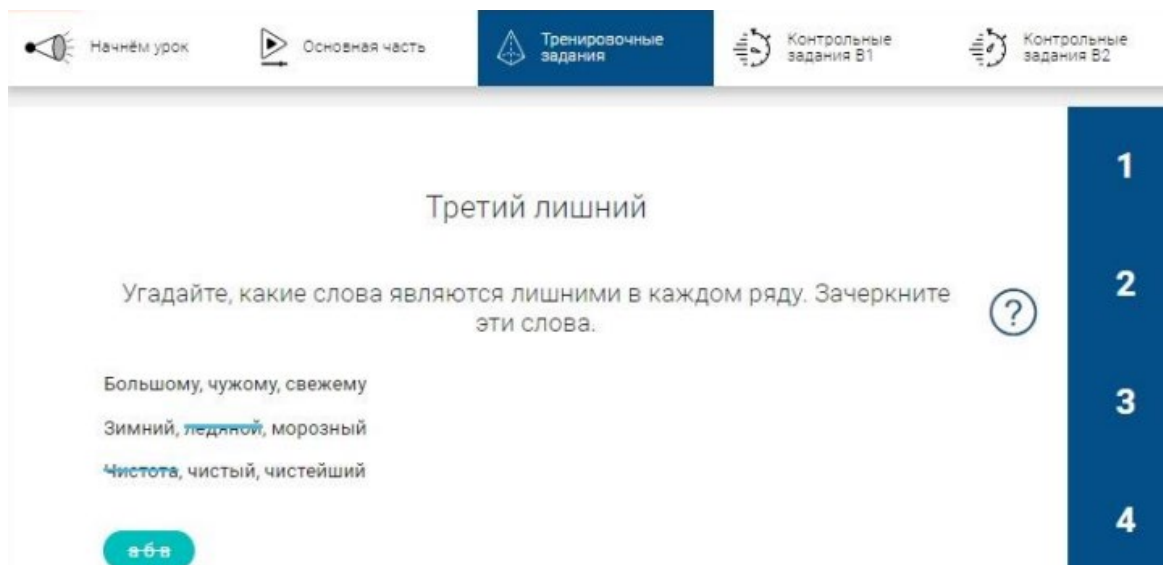 Начнём урок
Основная часть
Тренировочные
задания
Контрольные
задания В1
Контрольные
задания В2
1
Третий лишний
2
Угадайте, какие слова являются лишними в каждом ряду. Зачеркните
эти слова.
?
Большому, чужому, свежему
3
Зимний, ледяной, морозный
Чистота, чистый, чистейший
4
а б в